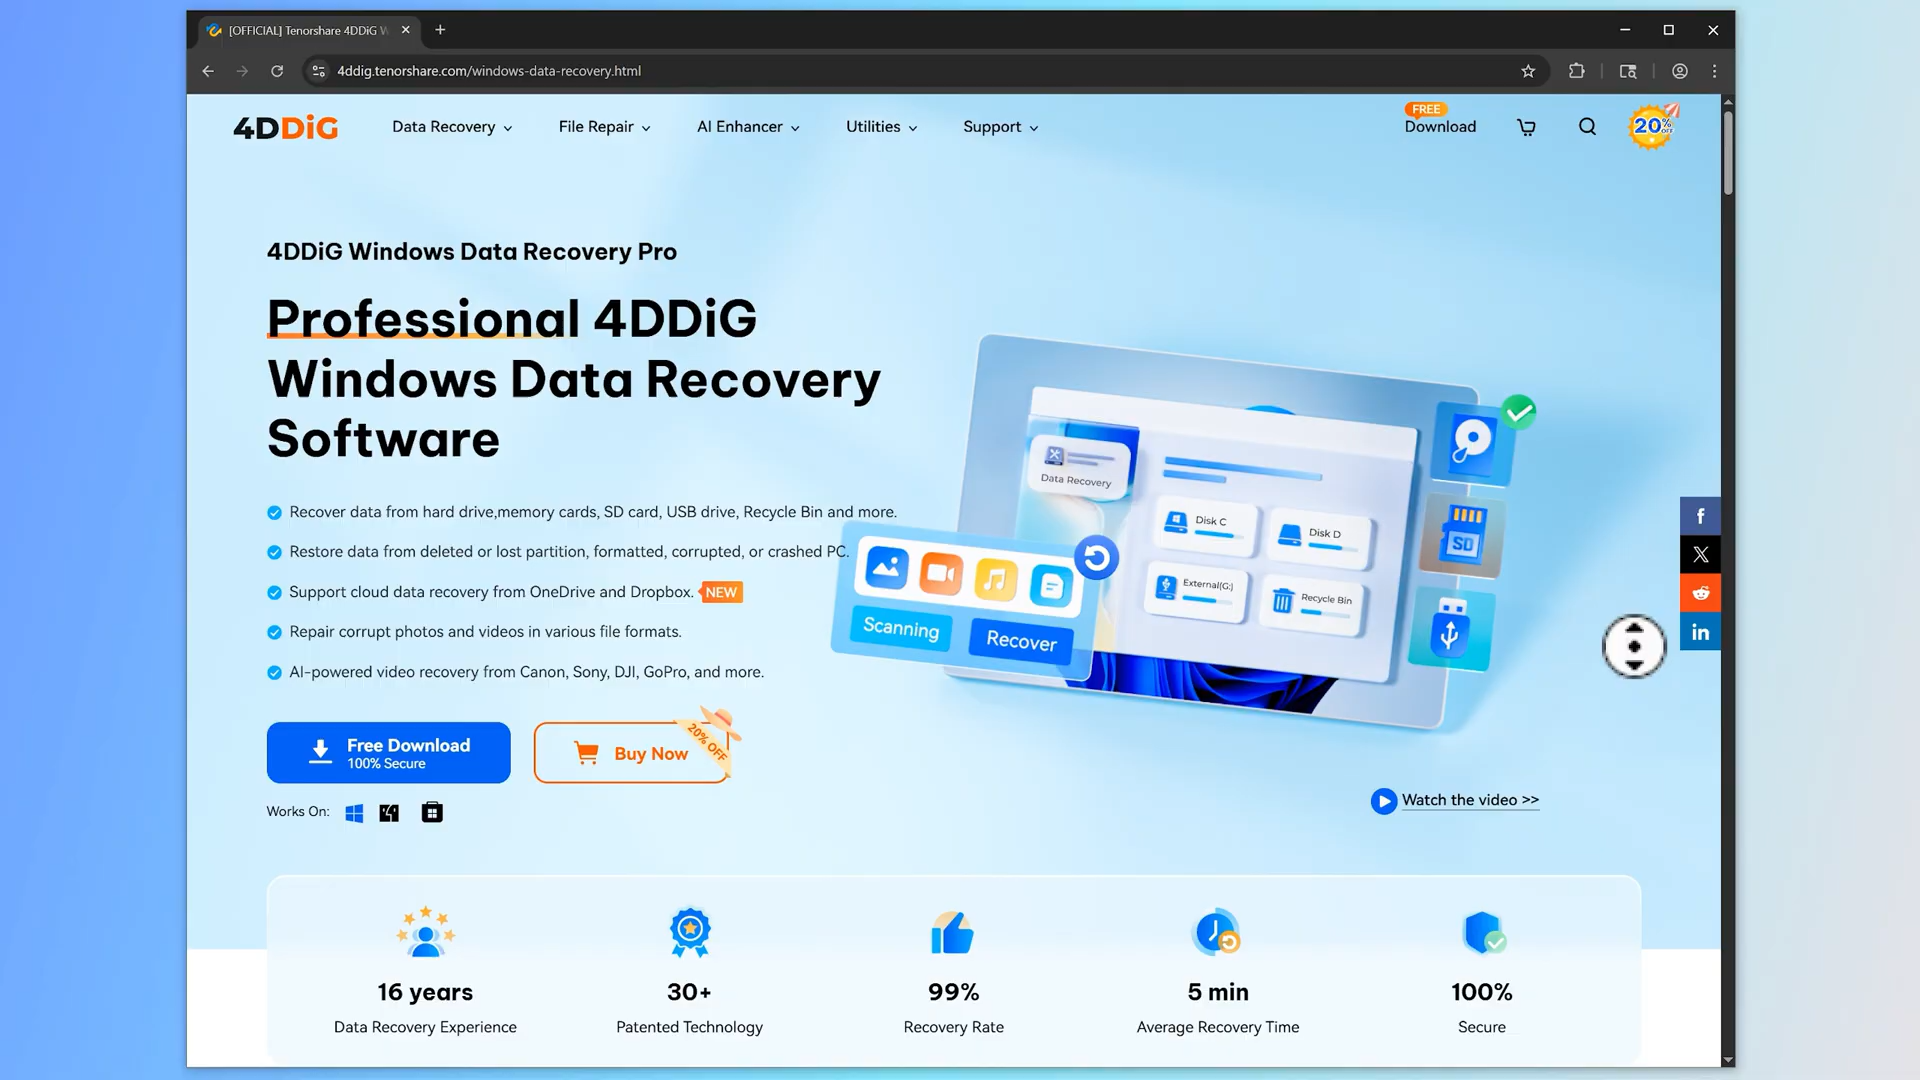 [OFFICIAL] Tenorshare 4DDiG W
4ddig.tenorshare.com/windows-data-recovery.html
4DDiG
Data Recovery
File Repair
AI Enhancer
Utilities
Support
FREE
Download
20% OFF
4DDiG Windows Data Recovery Pro
Professional 4DDiG
Windows Data Recovery
Software
Recover data from hard drive,memory cards, SD card, USB drive, Recycle Bin and more.
Restore data from deleted or lost partition, formatted, corrupted, or crashed PC.
Support cloud data recovery from OneDrive and Dropbox. NEW
Repair corrupt photos and videos in various file formats.
AI-powered video recovery from Canon, Sony, DJI, GoPro, and more.
Free Download
100% Secure
Buy Now
20% OFF
Works On:
Data Recovery
Disk C
Disk D
External(G:)
Recycle Bin
Scanning
Recover
SD
f
X
in
Watch the video >>
16 years
Data Recovery Experience
30+
Patented Technology
99%
Recovery Rate
5 min
Average Recovery Time
100%
Secure